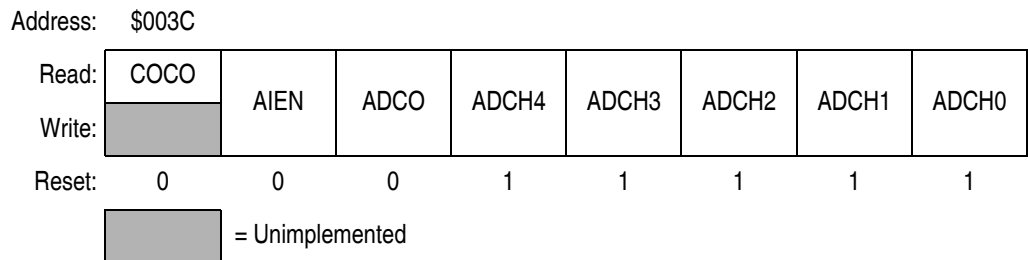 Address: $003C
Read: COCO
AIEN ADCO ADCH4 ADCH3 ADCH2 ADCH1 ADCH0
Write:
Reset: 0 0 0 1 1 1 1 1
= Unimplemented